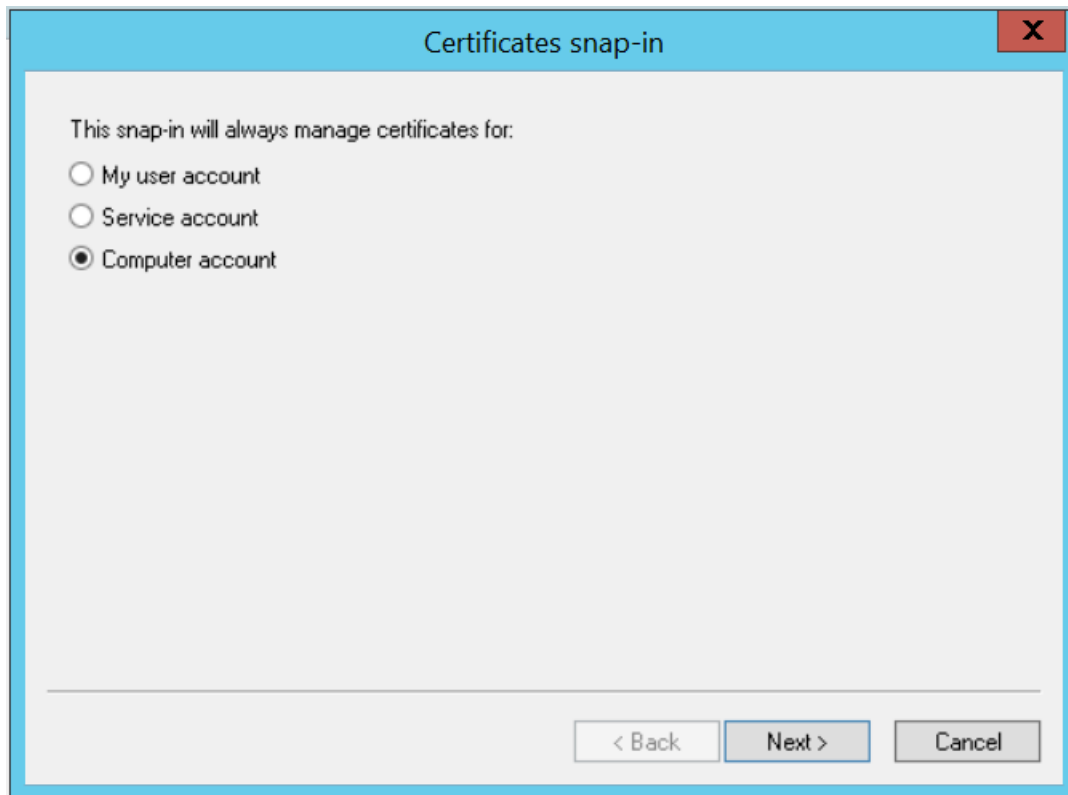 Certificates snap-in
X
This snap-in will always manage certificates for:
My user account
Service account
Computer account
< Back
Next >
Cancel